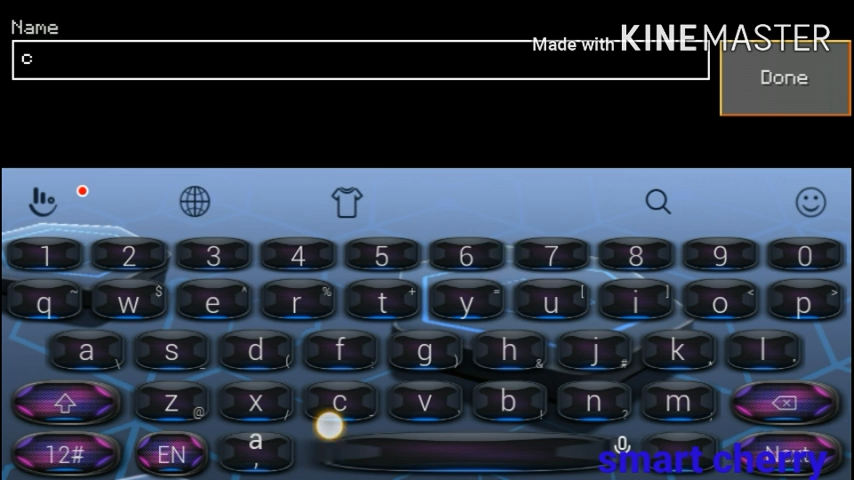 Name
Made with KINEMASTER
c
Done
1 2 3 4 5 6 7 8 9 0
q ~ w $ e ^ r % t + y = u [ i ] o < p >
a \ s _ d ( f : g ) h & j # k * l
z @ x / c - v b ! n ? m ,
12# EN a , Next
smart cherry